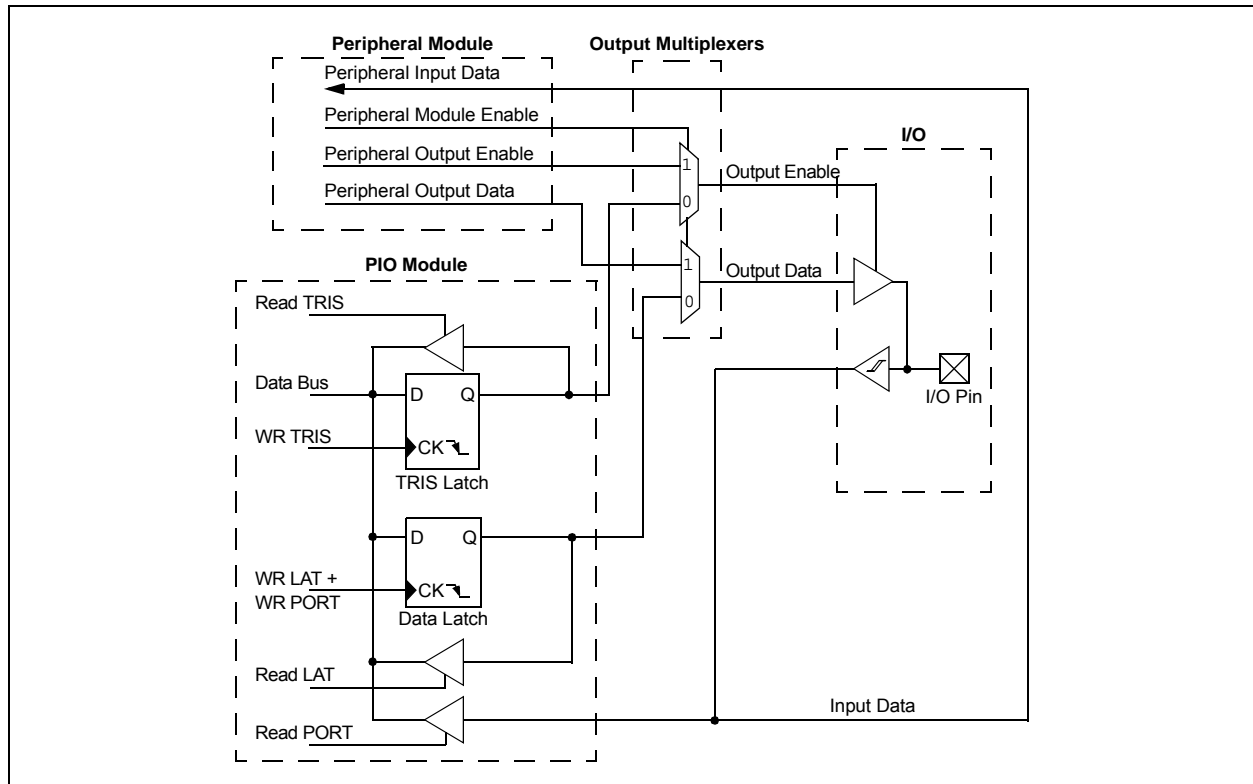 Peripheral Module
Output Multiplexers
Peripheral Input Data
Peripheral Module Enable
I/O
Peripheral Output Enable
1
Output Enable
Peripheral Output Data
0
PIO Module
1
Output Data
0
Read TRIS
Data Bus
D
Q
I/O Pin
WR TRIS
CK
TRIS Latch
D
Q
WR LAT +
WR PORT
CK
Data Latch
Read LAT
Input Data
Read PORT